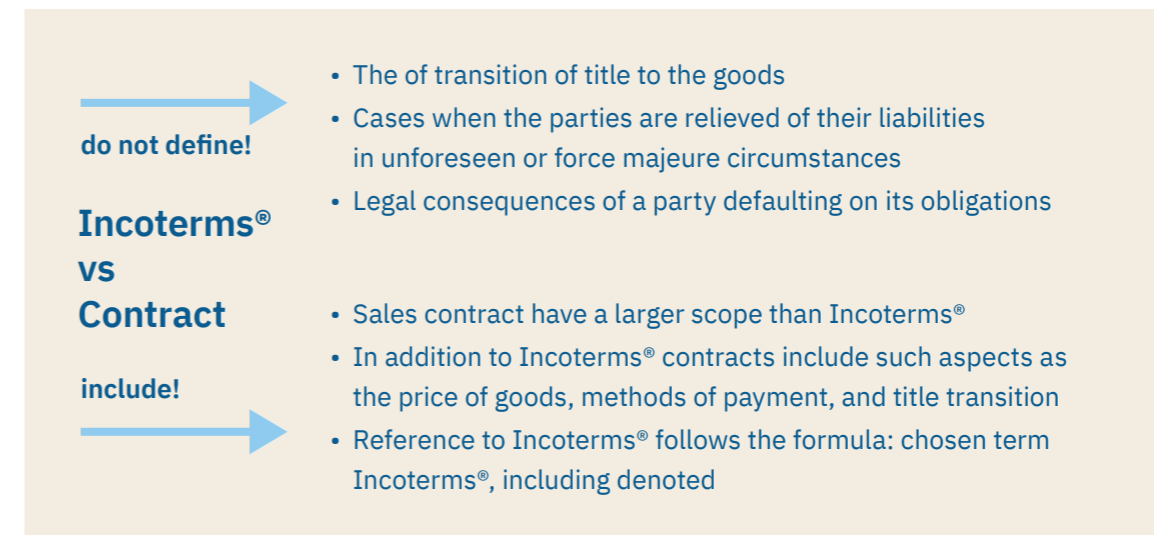 • The of transition of title to the goods
• Cases when the parties are relieved of their liabilities
in unforeseen or force majeure circumstances
• Legal consequences of a party defaulting on its obligations
do not define!
Incoterms®
vs
Contract
include!
• Sales contract have a larger scope than Incoterms®
• In addition to Incoterms® contracts include such aspects as
the price of goods, methods of payment, and title transition
• Reference to Incoterms® follows the formula: chosen term
Incoterms®, including denoted